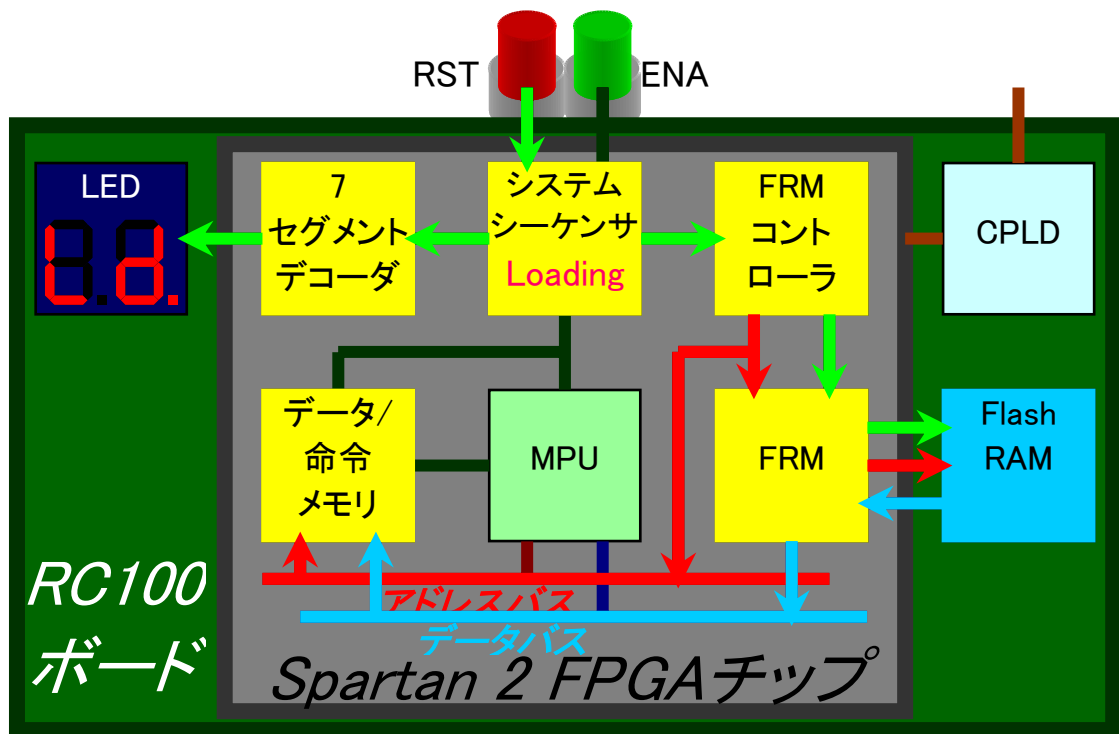 RST
ENA
LED
7
セグメント
デコーダ
システム
シーケンサ
Loading
FRM
コント
ローラ
CPLD
データ/
命令
メモリ
MPU
FRM
Flash
RAM
アドレスバス
データバス
RC100
ボード
Spartan 2 FPGAチップ
Ld.